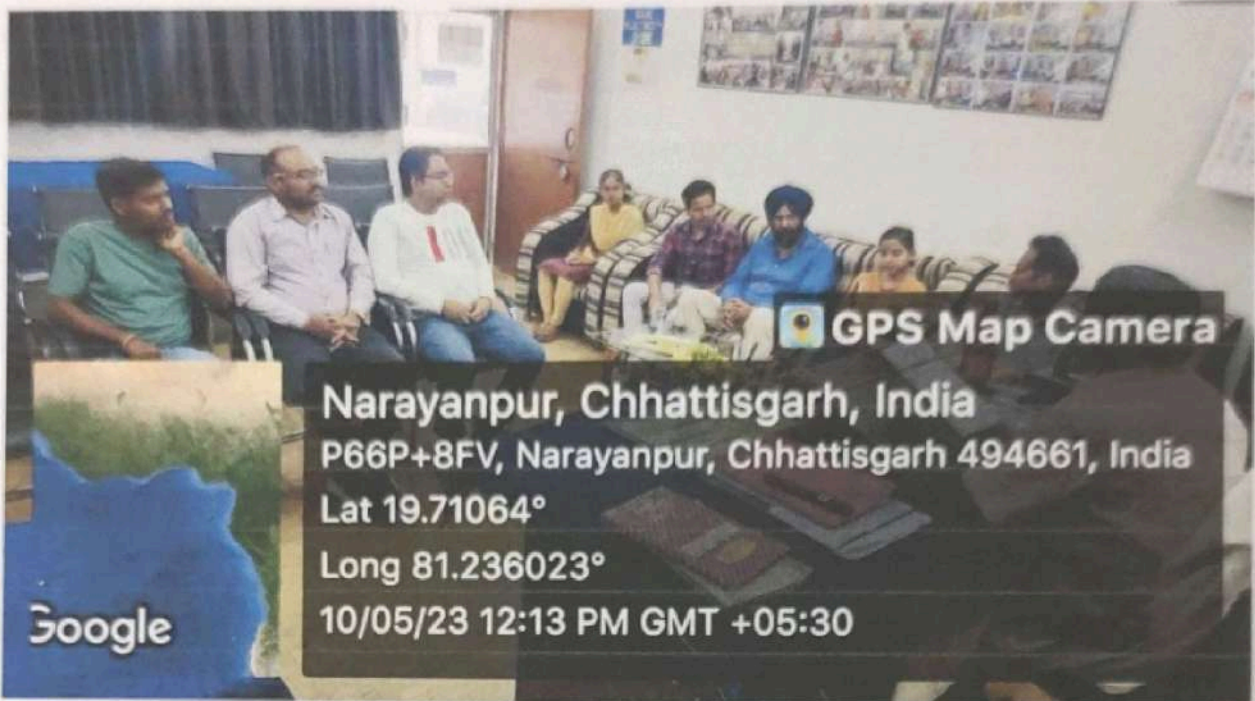 GPS Map Camera
Narayanpur, Chhattisgarh, India
P66P+8FV, Narayanpur, Chhattisgarh 494661, India
Lat 19.71064°
Long 81.236023°
10/05/23 12:13 PM GMT +05:30
Google